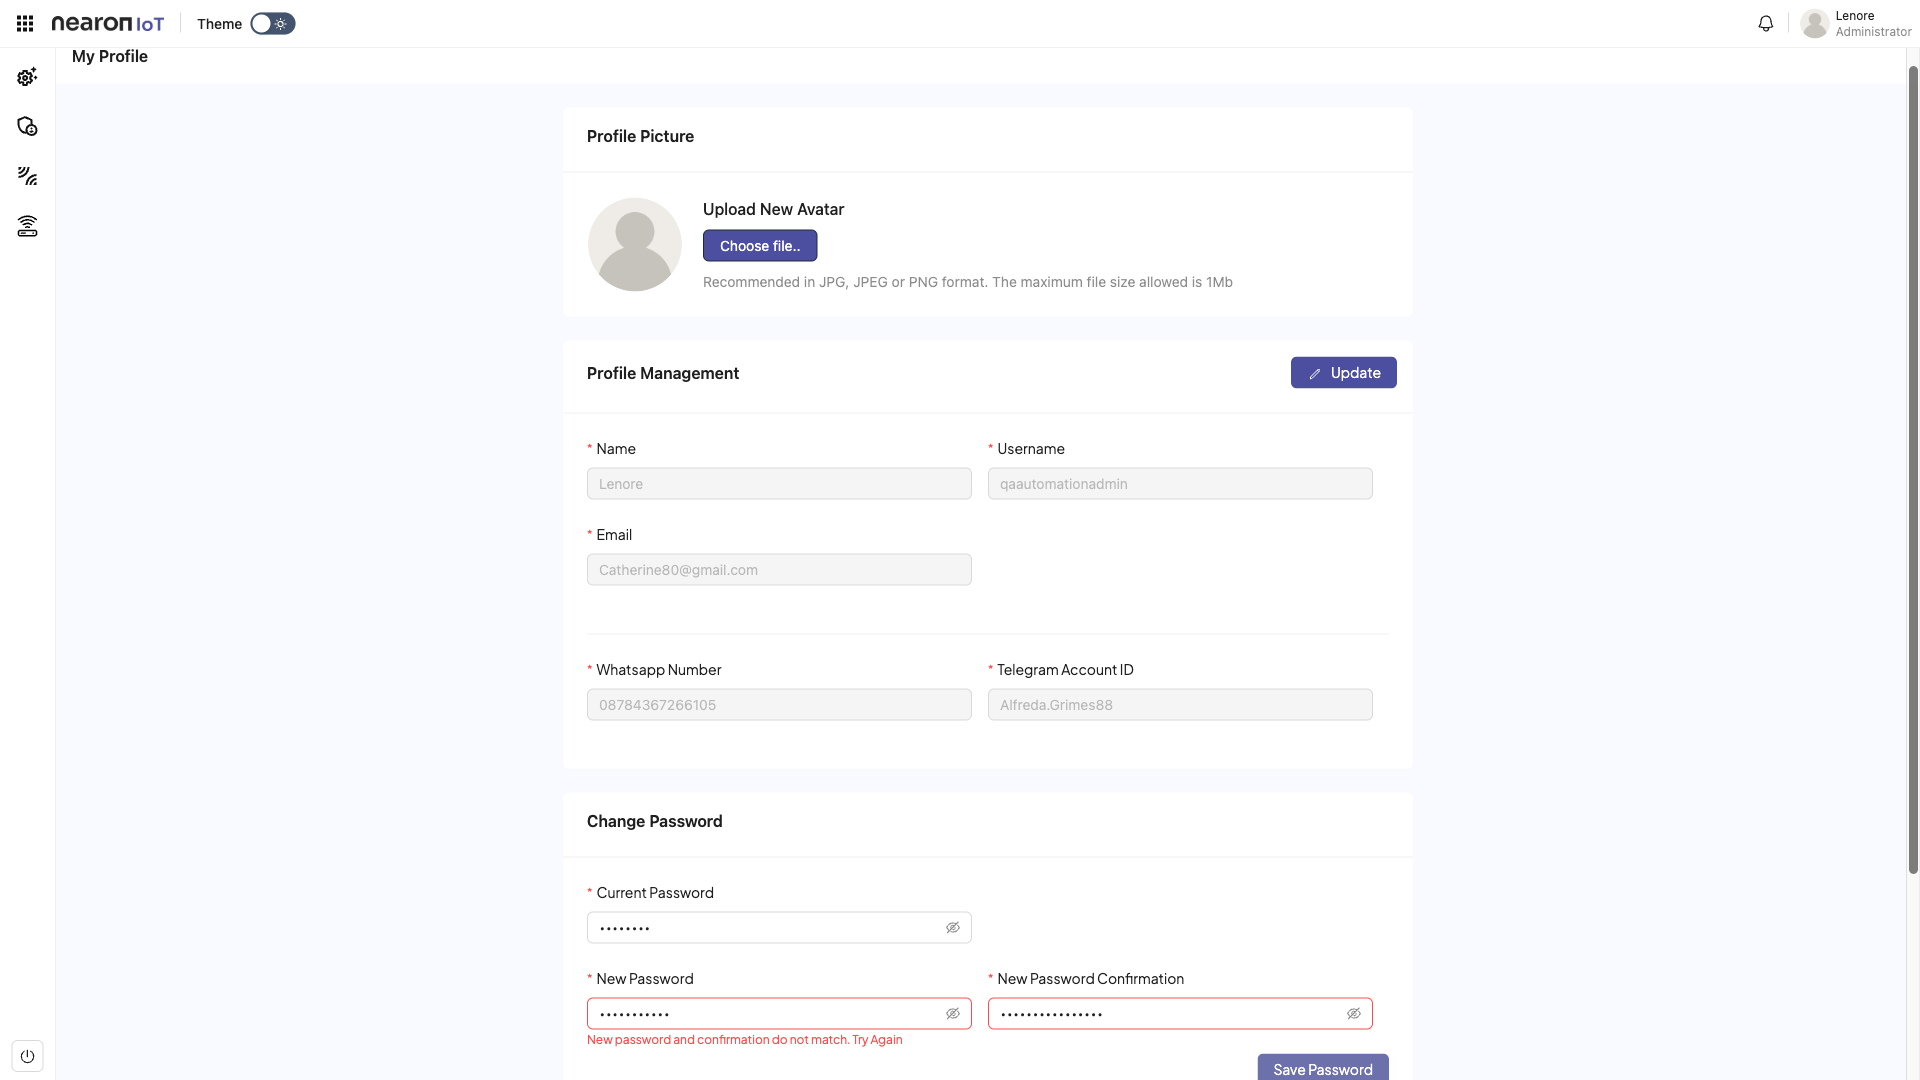 nearon IoT
Theme
Lenore
Administrator
My Profile
Profile Picture
Upload New Avatar
Choose file..
Recommended in JPG, JPEG or PNG format. The maximum file size allowed is 1Mb
Profile Management
Update
* Name
* Username
Lenore
qaautomationadmin
* Email
Catherine80@gmail.com
* Whatsapp Number
* Telegram Account ID
08784367266105
Alfreda.Grimes88
Change Password
* Current Password
••••••••
* New Password
* New Password Confirmation
•••••••••••
••••••••••••••••
New password and confirmation do not match. Try Again
Save Password